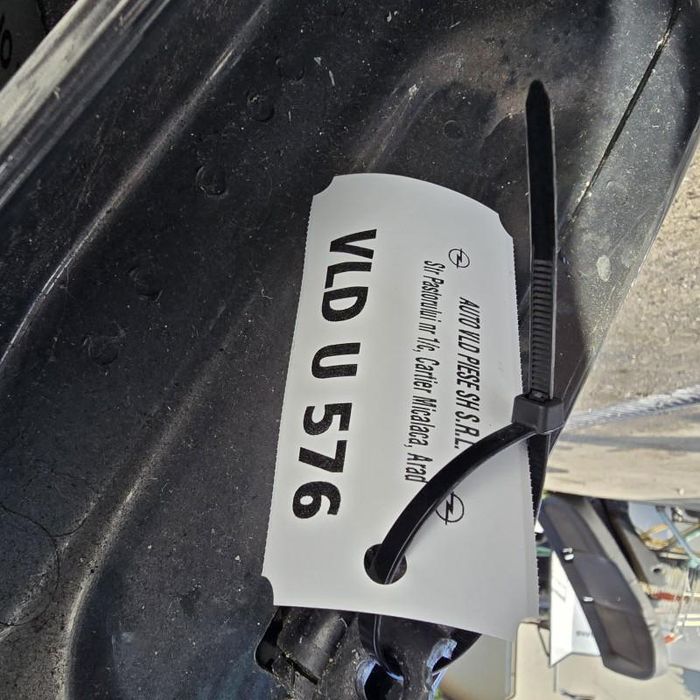 AUTO VLD PIESE SH S.R.L.
Str Pastorului nr 1/c, Cartier Micalaca, Arad
VLD U 576